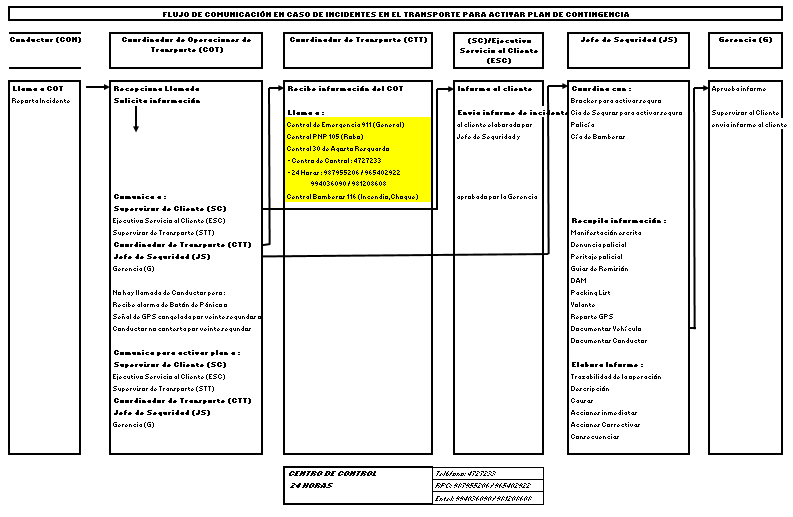 FLUJO DE COMUNICACIÓN EN CASO DE INCIDENTES EN EL TRANSPORTE PARA ACTIVAR PLAN DE CONTINGENCIA
Conductor (CON)
Coordinador de Operaciones de
Transporte (COT)
Coordinador de Transporte (CTT)
(SC)/Ejecutivo
Servicio al Cliente
(ESC)
Jefe de Seguridad (JS)
Gerencia (G)
Llama a COT
Reporta Incidente
Recepciona Llamada
Solicita información
Comunica a :
Supervisor de Cliente (SC)
Ejecutivo Servicio al Cliente (ESC)
Supervisor de Transporte (STT)
Coordinador de Transporte (CTT)
Jefe de Seguridad (JS)
Gerencia (G)
No hay llamada de Conductor pero :
Recibe alarma de Botón de Pánico o
Señal de GPS congelada por veinte segundos o
Conductor no contesta por veinte segundos
Comunica para activar plan a :
Supervisor de Cliente (SC)
Ejecutivo Servicio al Cliente (ESC)
Supervisor de Transporte (STT)
Coordinador de Transporte (CTT)
Jefe de Seguridad (JS)
Gerencia (G)
Recibe información del COT
Llama a :
Central de Emergencia 911 (General)
Central PNP 105 (Robo)
Central 30 de Agosto Resguardo
- Centro de Control : 4727233
- 24 Horas : 987955206 / 965402922
994036090 / 981208608
Central Bomberos 116 (Incendio,Choque)
Informa al cliente
Envía informe de incidente
al cliente elaborado por
Jefe de Seguridad y
aprobado por la Gerencia
Coordina con :
Brocker para activar seguro
Cía de Seguros para activar seguro
Policía
Cía de Bomberos
Recopila información :
Manifestación escrita
Denuncia policial
Peritaje policial
Guías de Remisión
DAM
Packing List
Volante
Reporte GPS
Documentos Vehículo
Documentos Conductor
Elabora Informe :
Trazabilidad de la operación
Descripción
Causas
Acciones inmediatas
Acciones Correctivas
Consecuencias
Aprueba informe
Supervisor al Cliente
envía informe al cliente
CENTRO DE CONTROL
24 HORAS
Teléfono: 4727233
RPC: 987955206 / 965402922
Entel: 994036090 / 981208608